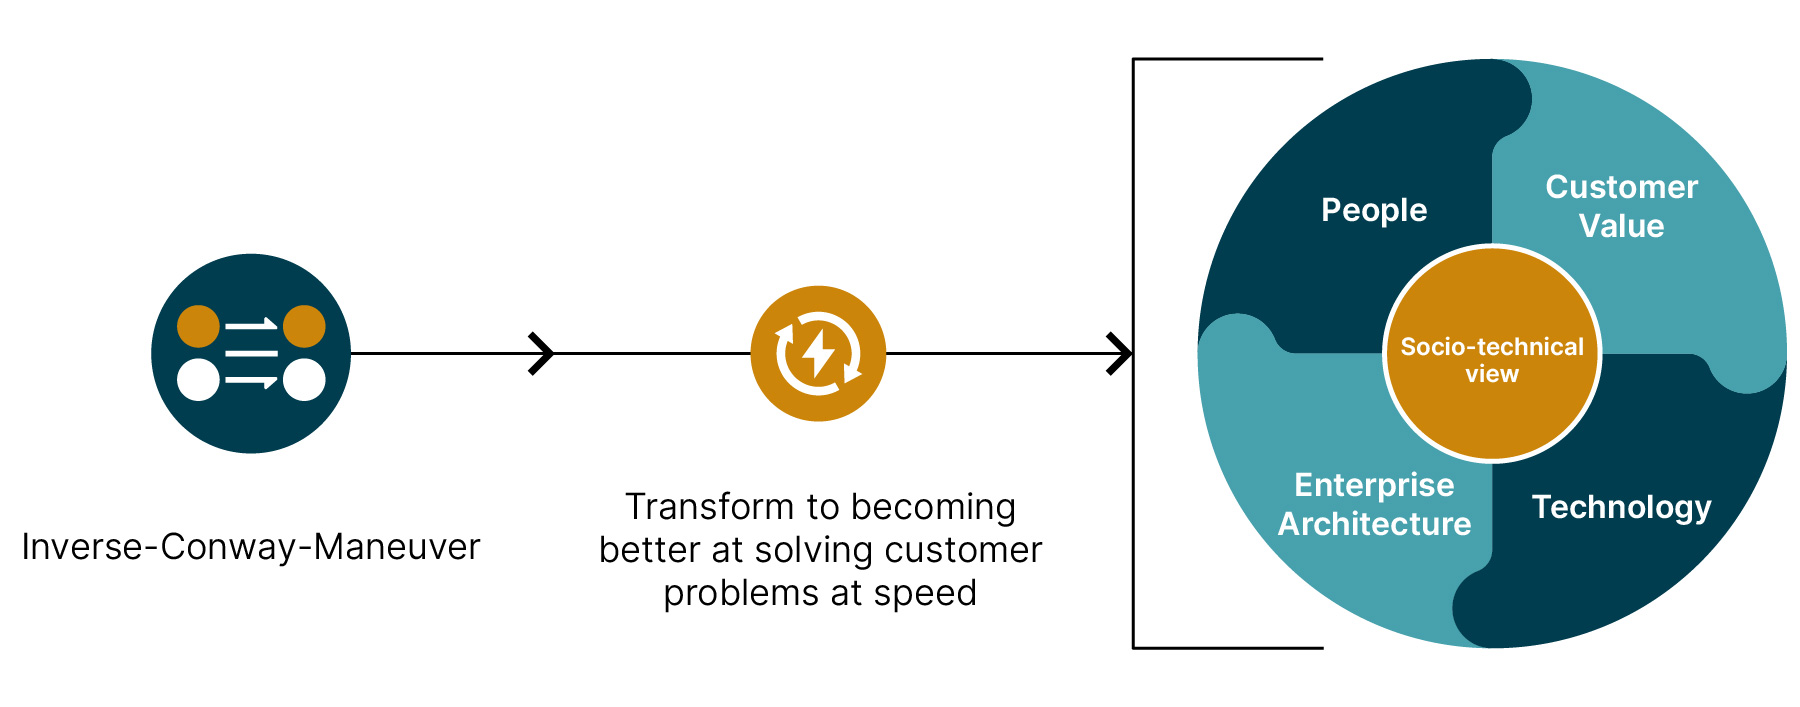 Inverse-Conway-Maneuver
Transform to becoming
better at solving customer
problems at speed
People
Customer
Value
Socio-technical
view
Enterprise
Architecture
Technology